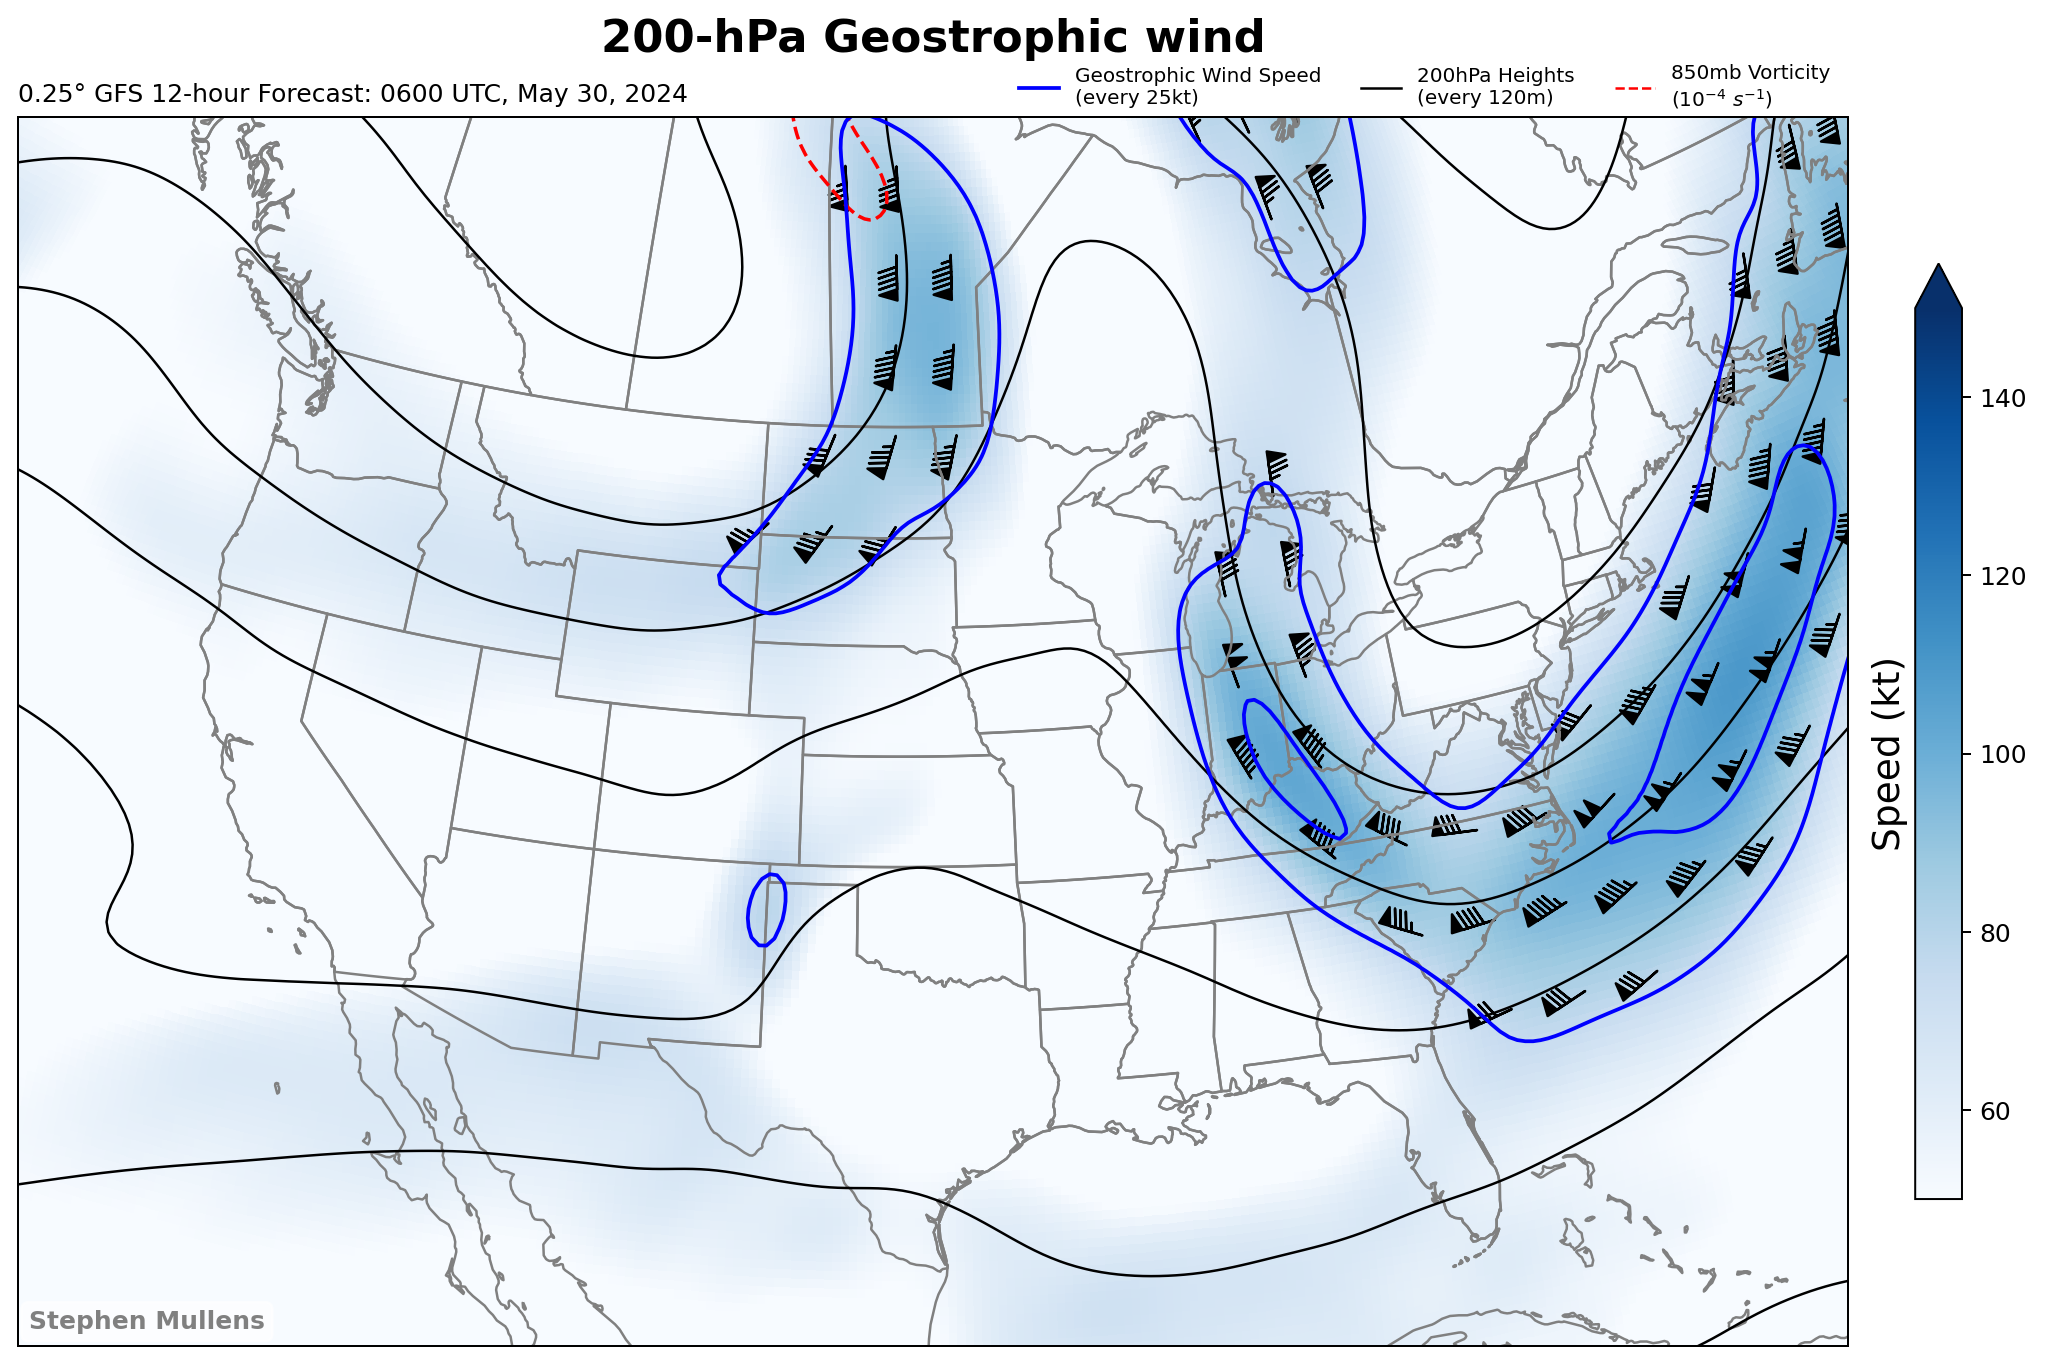 200-hPa Geostrophic wind
0.25° GFS 12-hour Forecast: 0600 UTC, May 30, 2024
Geostrophic Wind Speed
(every 25kt)
200hPa Heights
(every 120m)
850mb Vorticity
(10⁻⁴ s⁻¹)
140
120
100
80
60
Speed (kt)
Stephen Mullens